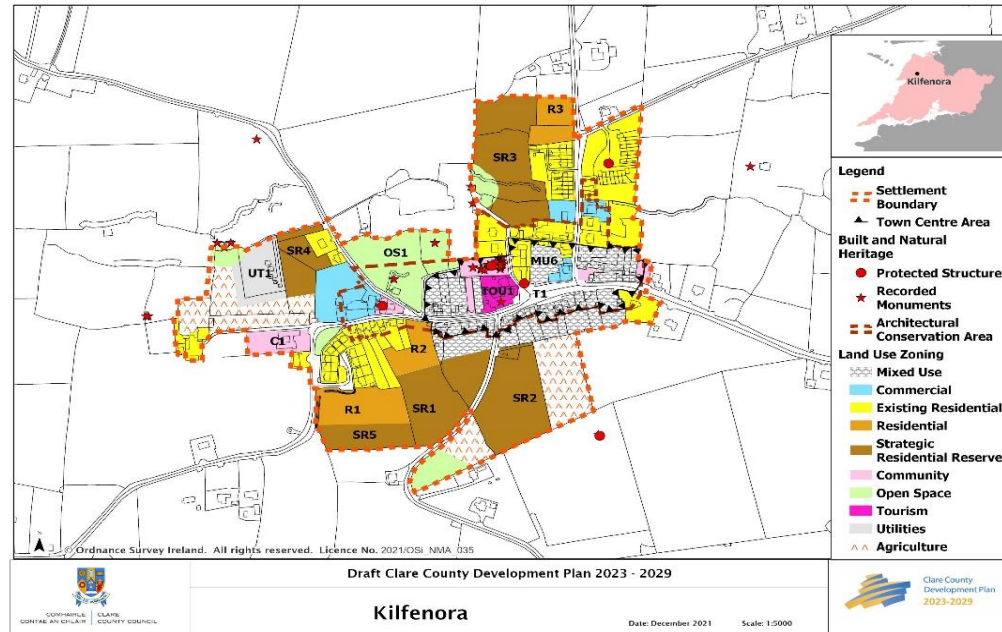 R3
SR3
SR4
OS1
UT1
MU6
TOU1
T1
C1
R2
R1
SR1
SR2
SR5
© Ordnance Survey Ireland. All rights reserved. Licence No. 2021/OSi_NMA_035
Kilfenora
Legend
Settlement
Boundary
Town Centre Area
Built and Natural
Heritage
Protected Structure
Recorded
Monuments
Architectural
Conservation Area
Land Use Zoning
Mixed Use
Commercial
Existing Residential
Residential
Strategic
Residential Reserve
Community
Open Space
Tourism
Utilities
Agriculture
COMHAIRLE
CONTAE AN CHLÁIR
CLARE
COUNTY COUNCIL
Draft Clare County Development Plan 2023 - 2029
Kilfenora
Date: December 2021
Scale: 1:5000
Clare County
Development Plan
2023-2029